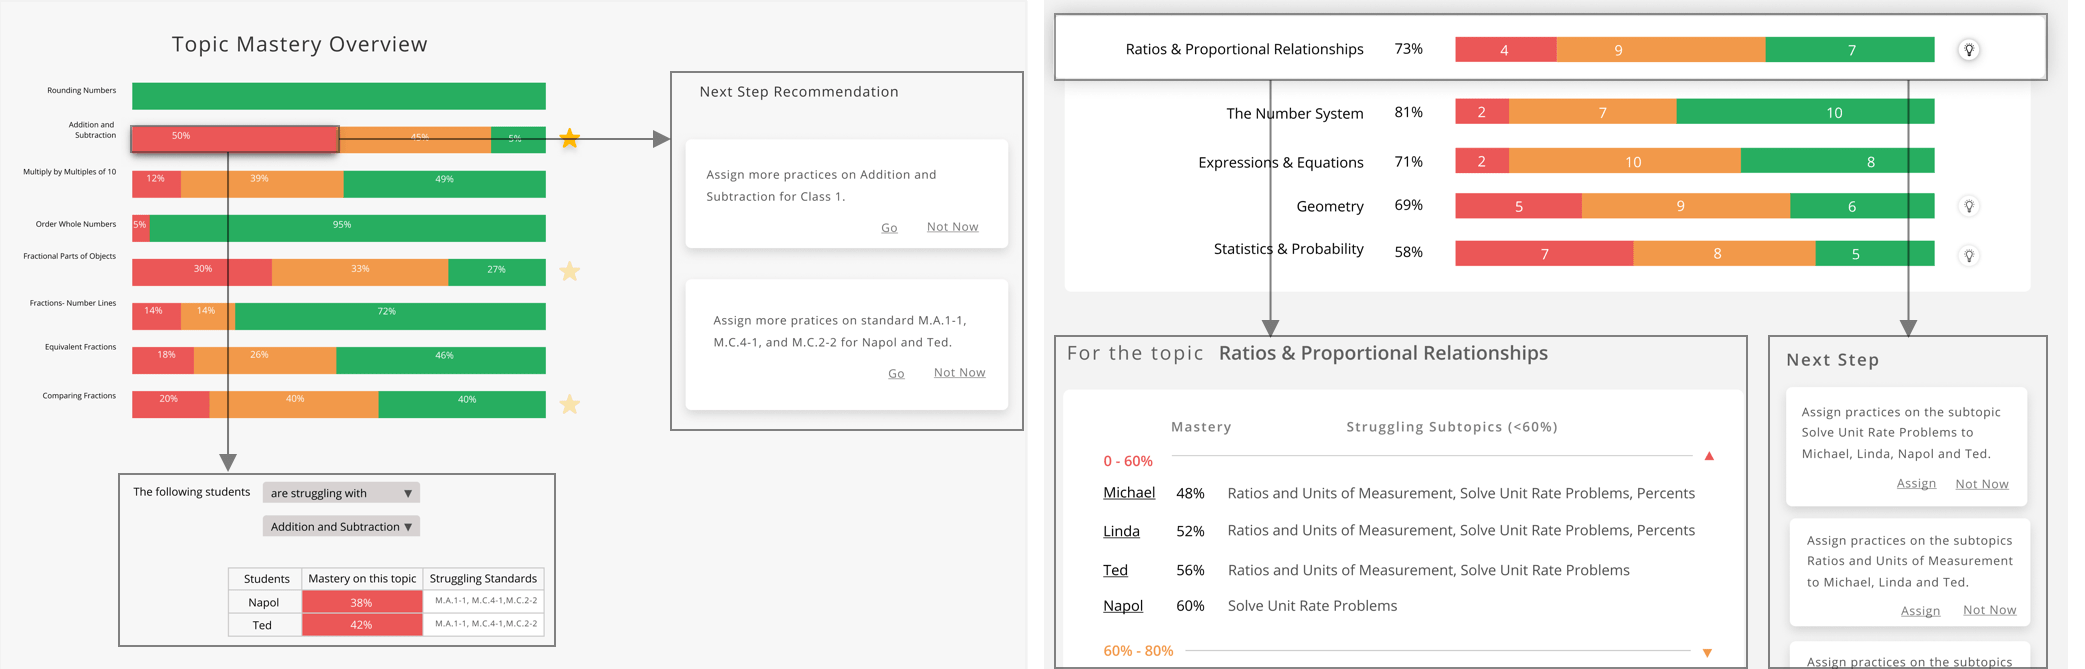 Topic Mastery Overview
Rounding Numbers
Addition and
Subtraction
50%
45%
5%
Multiply by Multiples of 10
12%
39%
49%
Order Whole Numbers
5%
95%
Fractional Parts of Objects
30%
33%
27%
Fractions- Number Lines
14%
14%
72%
Equivalent Fractions
18%
26%
46%
Comparing Fractions
20%
40%
40%
Next Step Recommendation
Assign more practices on Addition and
Subtraction for Class 1.
Go
Not Now
Assign more pratices on standard M.A.1-1,
M.C.4-1, and M.C.2-2 for Napol and Ted.
Go
Not Now
The following students
are struggling with
Addition and Subtraction
Students
Mastery on this topic
Struggling Standards
Napol
38%
M.A.1-1, M.C.4-1,M.C.2-2
Ted
42%
M.A.1-1, M.C.4-1,M.C.2-2
Ratios & Proportional Relationships
73%
4
9
7
The Number System
81%
2
7
10
Expressions & Equations
71%
2
10
8
Geometry
69%
5
9
6
Statistics & Probability
58%
7
8
5
For the topic Ratios & Proportional Relationships
Mastery
Struggling Subtopics (<60%)
0 - 60%
Michael
48%
Ratios and Units of Measurement, Solve Unit Rate Problems, Percents
Linda
52%
Ratios and Units of Measurement, Solve Unit Rate Problems, Percents
Ted
56%
Ratios and Units of Measurement, Solve Unit Rate Problems
Napol
60%
Solve Unit Rate Problems
60% - 80%
Next Step
Assign practices on the subtopic
Solve Unit Rate Problems to
Michael, Linda, Napol and Ted.
Assign
Not Now
Assign practices on the subtopics
Ratios and Units of Measurement
to Michael, Linda and Ted.
Assign
Not Now
Assign practices on the subtopics